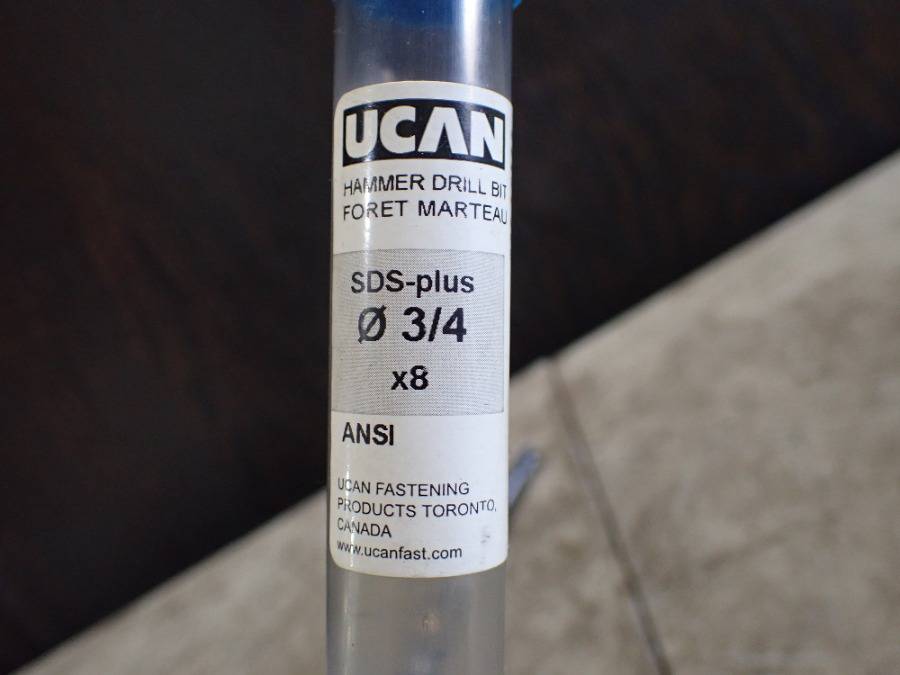 UCAN
HAMMER DRILL BIT
FORET MARTEAU
SDS-plus
Ø 3/4
x8
ANSI
UCAN FASTENING
PRODUCTS TORONTO,
CANADA
www.ucanfast.com